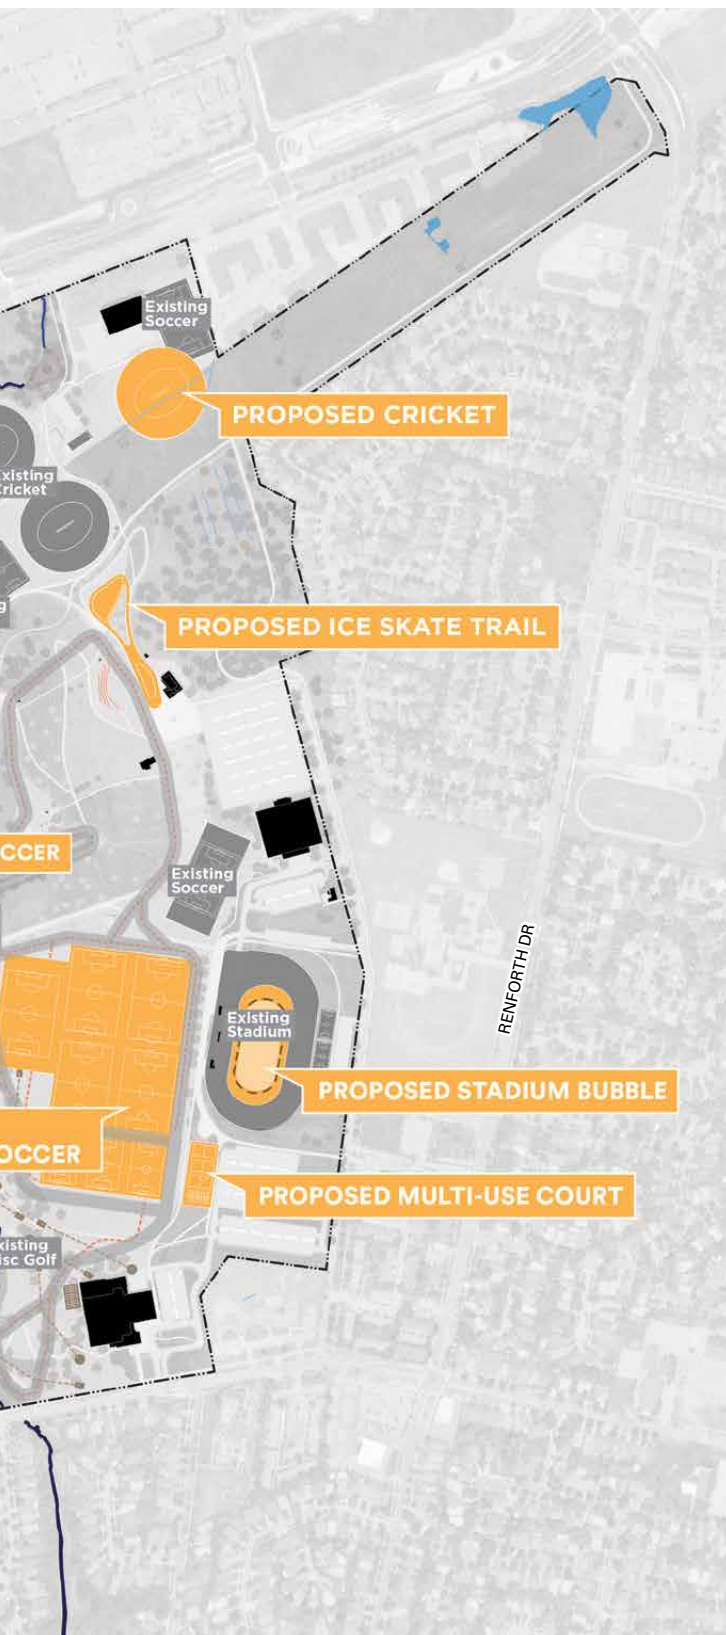 Existing
Soccer
PROPOSED CRICKET
xisting
ricket
g
PROPOSED ICE SKATE TRAIL
CCER
Existing
Soccer
RENFORTH DR
Existing
Stadium
PROPOSED STADIUM BUBBLE
OCCER
PROPOSED MULTI-USE COURT
xisting
isc Golf